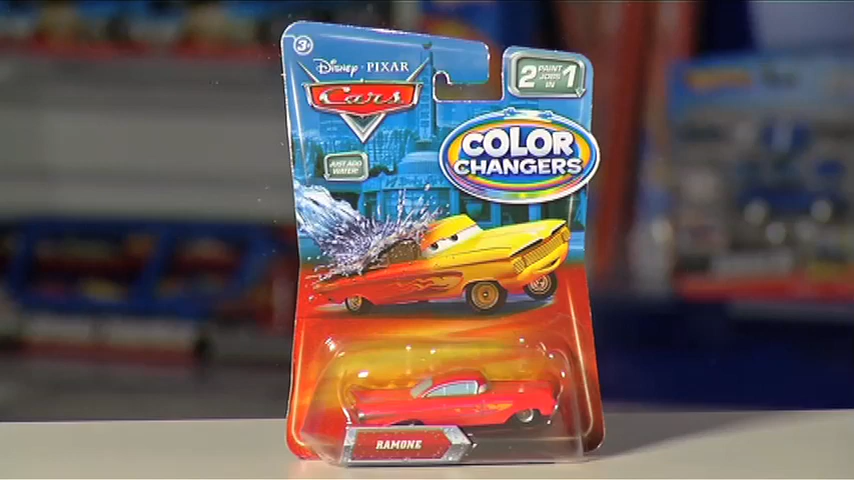 3+
Disney · PIXAR
Cars
2 PAINT JOBS IN 1
COLOR
CHANGERS
JUST ADD
WATER!
RAMONE